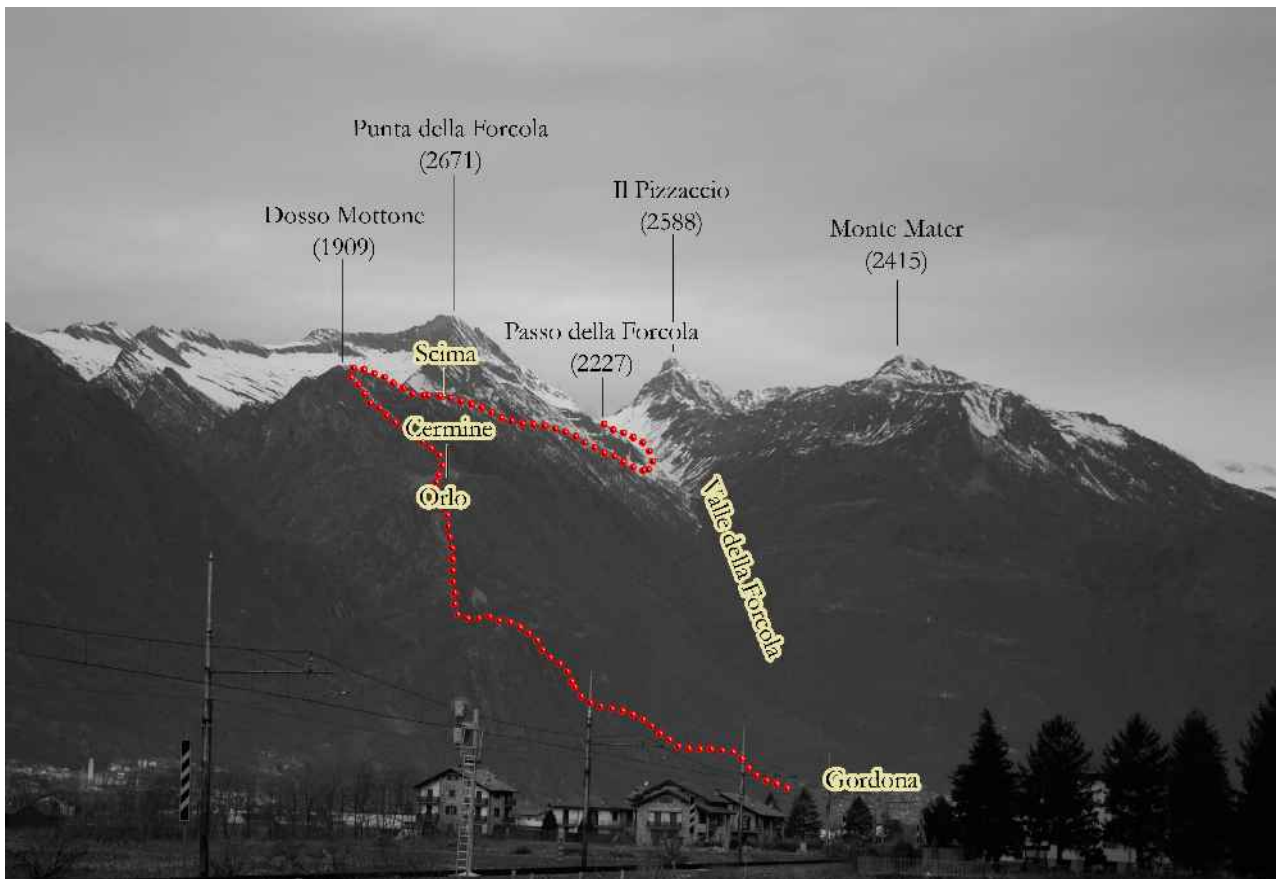 Punta della Forcola
(2671)
Il Pizzaccio
(2588)
Dosso Mottone
(1909)
Monte Mater
(2415)
Passo della Forcola
(2227)
Scima
Cermine
Orlo
Valle della Forcola
Gordona